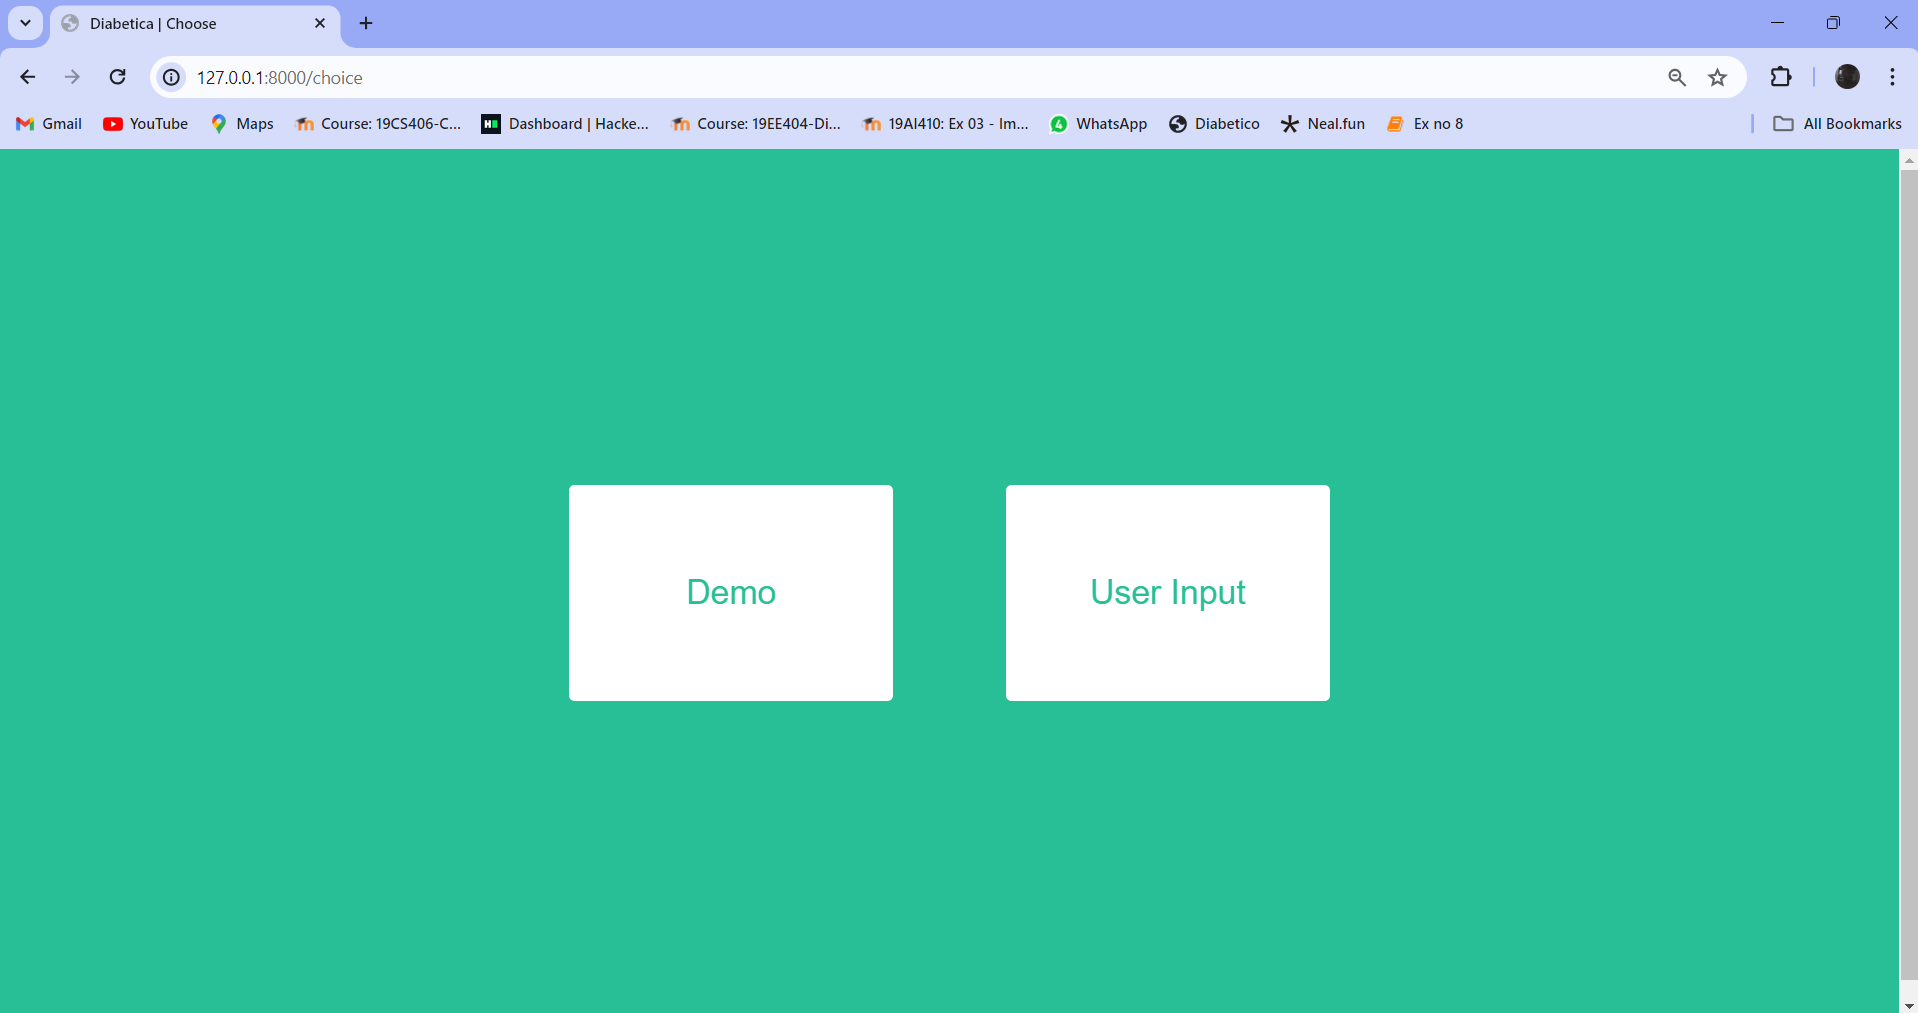 Diabetica | Choose
127.0.0.1:8000/choice
Gmail YouTube Maps Course: 19CS406-C... Dashboard | Hacke... Course: 19EE404-Di... 19AI410: Ex 03 - Im... 4 WhatsApp Diabetico Neal.fun Ex no 8 All Bookmarks
Demo User Input